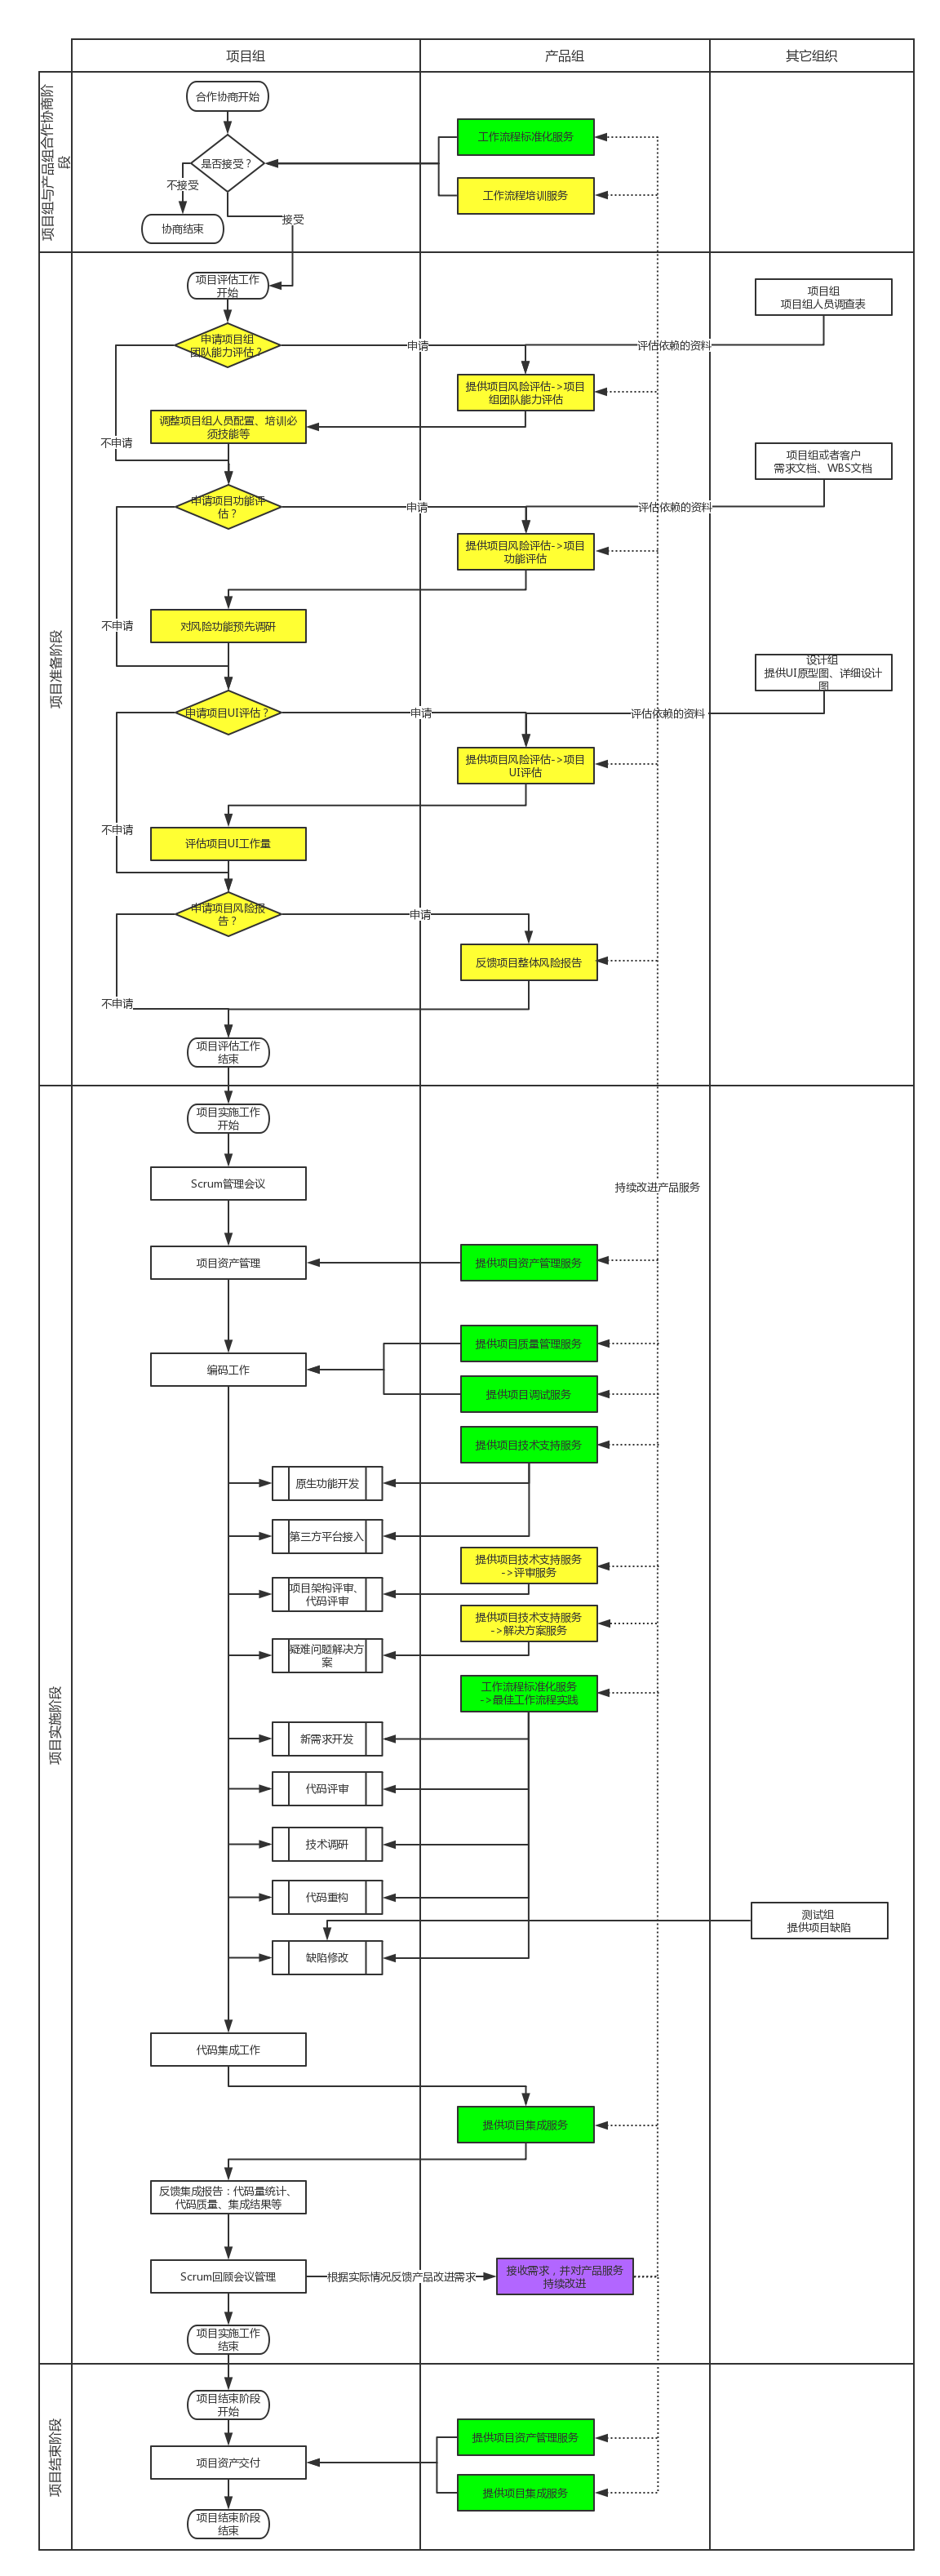 项目组
产品组
其它组织
项目组与产品组合作协商阶
段
合作协商开始
工作流程标准化服务
是否接受？
不接受
工作流程培训服务
接受
协商结束
项目准备阶段
项目评估工作
开始
项目组
项目组人员调查表
申请项目组
团队能力评估？
申请
评估依赖的资料
提供项目风险评估->项目
组团队能力评估
调整项目组人员配置、培训必
须技能等
不申请
项目组或者客户
需求文档、WBS文档
申请项目功能评
估？
申请
评估依赖的资料
提供项目风险评估->项目
功能评估
对风险功能预先调研
不申请
设计组
提供UI原型图、详细设计
图
申请项目UI评估？
申请
评估依赖的资料
提供项目风险评估->项目
UI评估
不申请
评估项目UI工作量
申请项目风险报
告？
申请
反馈项目整体风险报告
不申请
项目评估工作
结束
项目实施阶段
项目实施工作
开始
Scrum管理会议
持续改进产品服务
项目资产管理
提供项目资产管理服务
提供项目质量管理服务
编码工作
提供项目调试服务
提供项目技术支持服务
原生功能开发
第三方平台接入
提供项目技术支持服务
->评审服务
项目架构评审、
代码评审
提供项目技术支持服务
->解决方案服务
疑难问题解决方
案
工作流程标准化服务
->最佳工作流程实践
新需求开发
代码评审
技术调研
代码重构
测试组
提供项目缺陷
缺陷修改
代码集成工作
提供项目集成服务
反馈集成报告：代码量统计、
代码质量、集成结果等
Scrum回顾会议管理
根据实际情况反馈产品改进需求
接收需求，并对产品服务
持续改进
项目实施工作
结束
项目结束阶段
项目结束阶段
开始
提供项目资产管理服务
项目资产交付
提供项目集成服务
项目结束阶段
结束